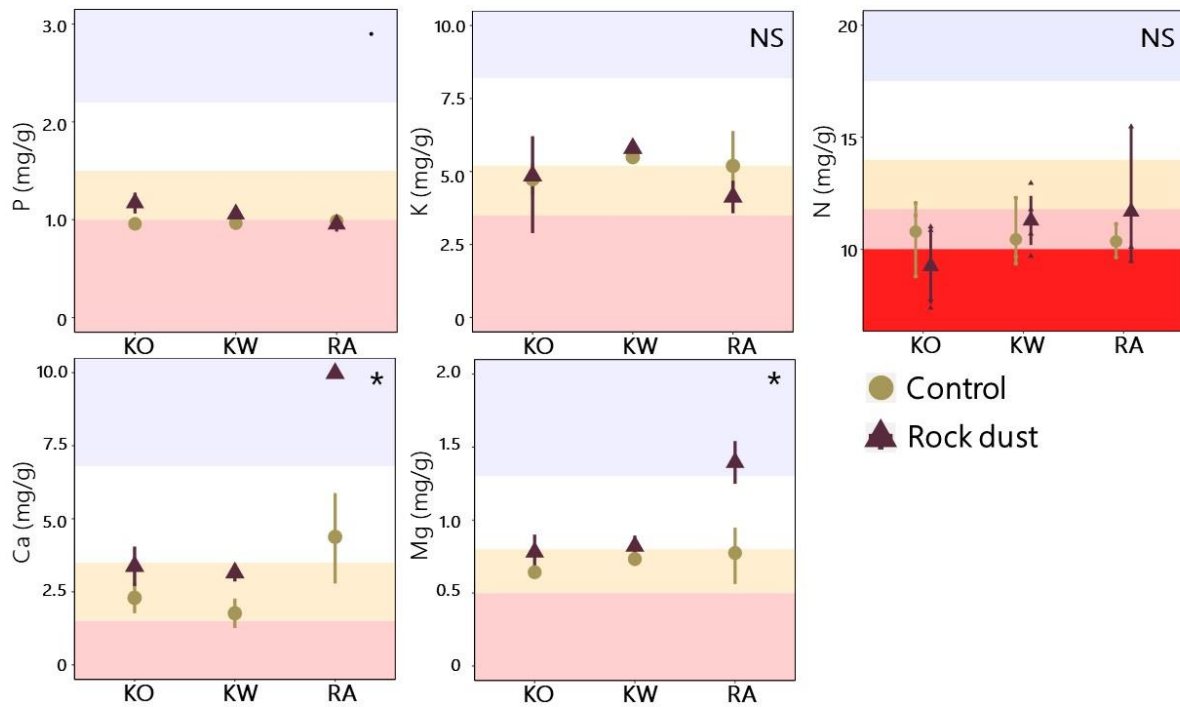 P (mg/g)
3.0
2.0
1.0
0
.
KO KW RA
K (mg/g)
10.0
7.5
5.0
2.5
0
NS
KO KW RA
N (mg/g)
20
15
10
NS
KO KW RA
Ca (mg/g)
10.0
7.5
5.0
2.5
0
*
KO KW RA
Mg (mg/g)
2.0
1.5
1.0
0.5
0
*
KO KW RA
Control
Rock dust